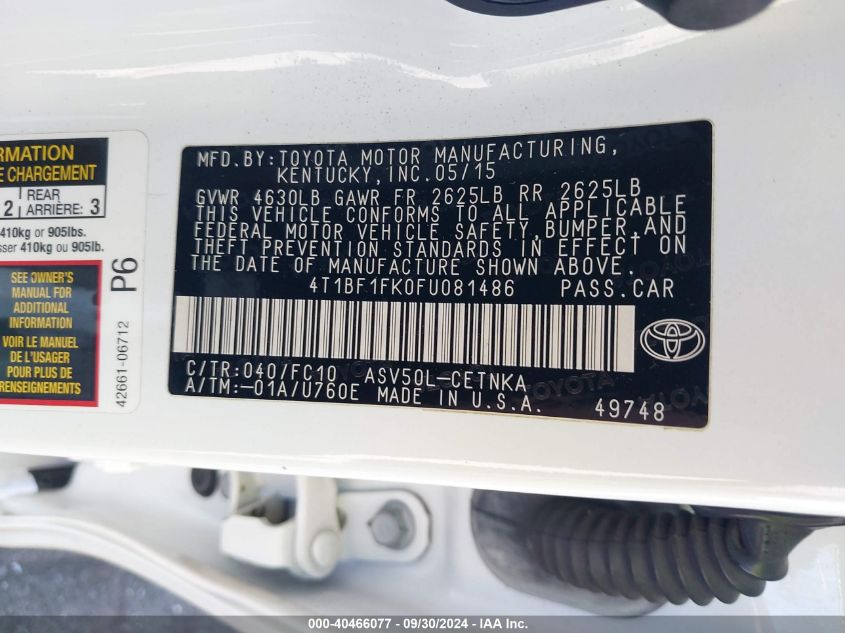 RMATION
E CHARGEMENT
2 REAR ARRIÈRE: 3
410kg or 905lbs.
sser 410kg ou 905lb.
SEE OWNER'S
MANUAL FOR
ADDITIONAL
INFORMATION
VOIR LE MANUEL
DE L'USAGER
POUR PLUS DE
RENSEIGNEMENTS
P6
42661-06712
MFD.BY:TOYOTA MOTOR MANUFACTURING,
KENTUCKY, INC.05/15
GVWR 4630LB GAWR FR 2625LB RR 2625LB
THIS VEHICLE CONFORMS TO ALL APPLICABLE
FEDERAL MOTOR VEHICLE SAFETY,BUMPER,AND
THEFT PREVENTION STANDARDS IN EFFECT ON
THE DATE OF MANUFACTURE SHOWN ABOVE.
4T1BF1FK0FU081486 PASS.CAR
C/TR:040/FC10 ASV50L-CETNKA
A/TM:-01A/U760E MADE IN U.S.A. 49748
000-40466077 - 09/30/2024 - IAA Inc.